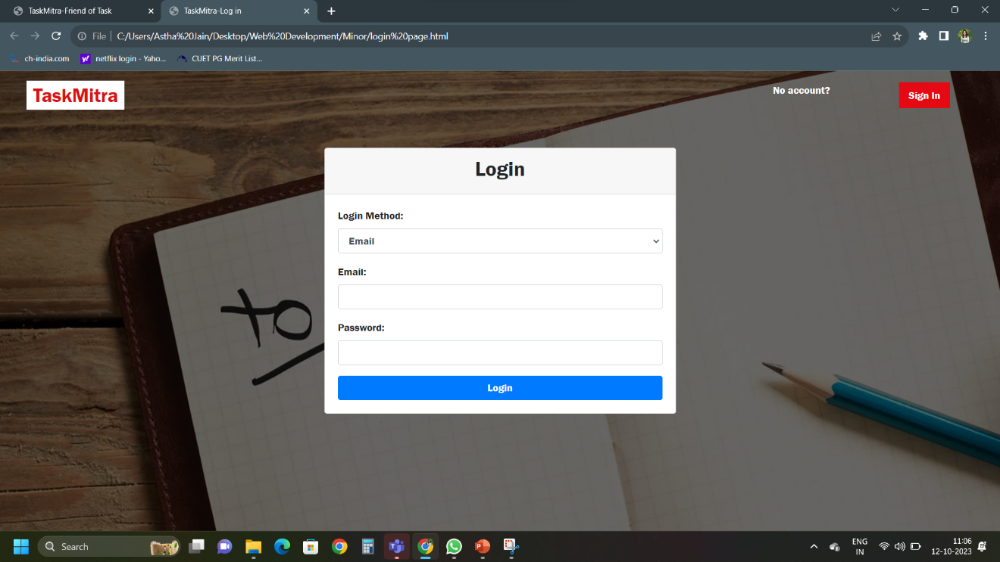 TaskMitra-Friend of Task
TaskMitra-Log in
File
C:/Users/Astha%20Jain/Desktop/Web%20Development/Minor/login%20page.html
ch-india.com
y!
netflix login - Yaho...
CUET PG Merit List...
TaskMitra
No account?
Sign In
Login
Login Method:
Email
Email:
Password:
Login
Search
ENG
IN
11:06
12-10-2023